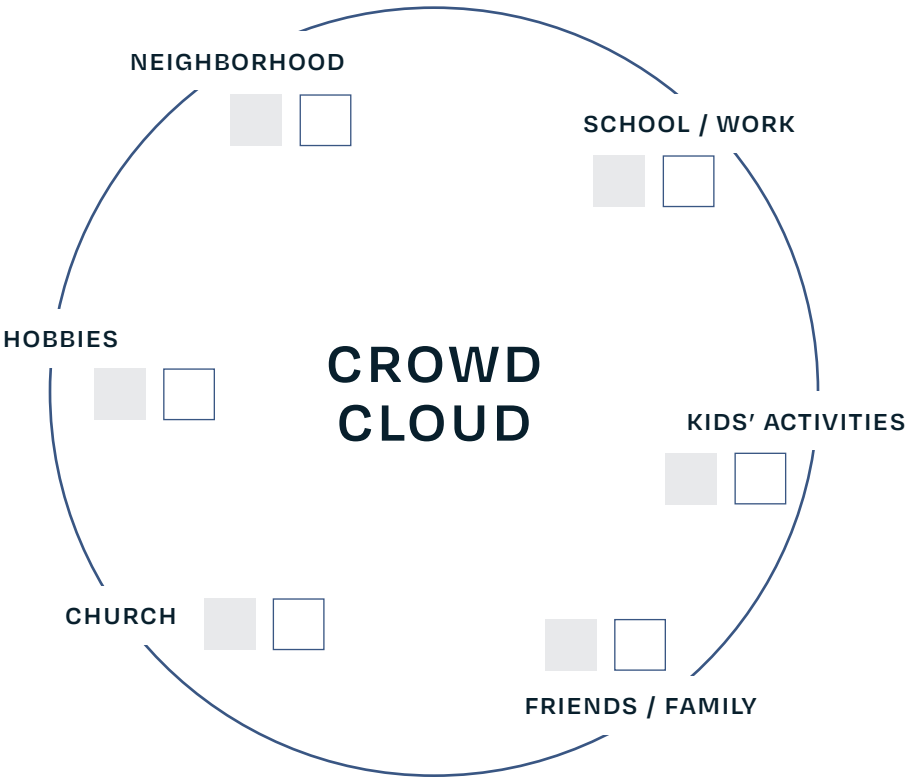 NEIGHBORHOOD
SCHOOL / WORK
HOBBIES
CROWD
CLOUD
KIDS’ ACTIVITIES
CHURCH
FRIENDS / FAMILY